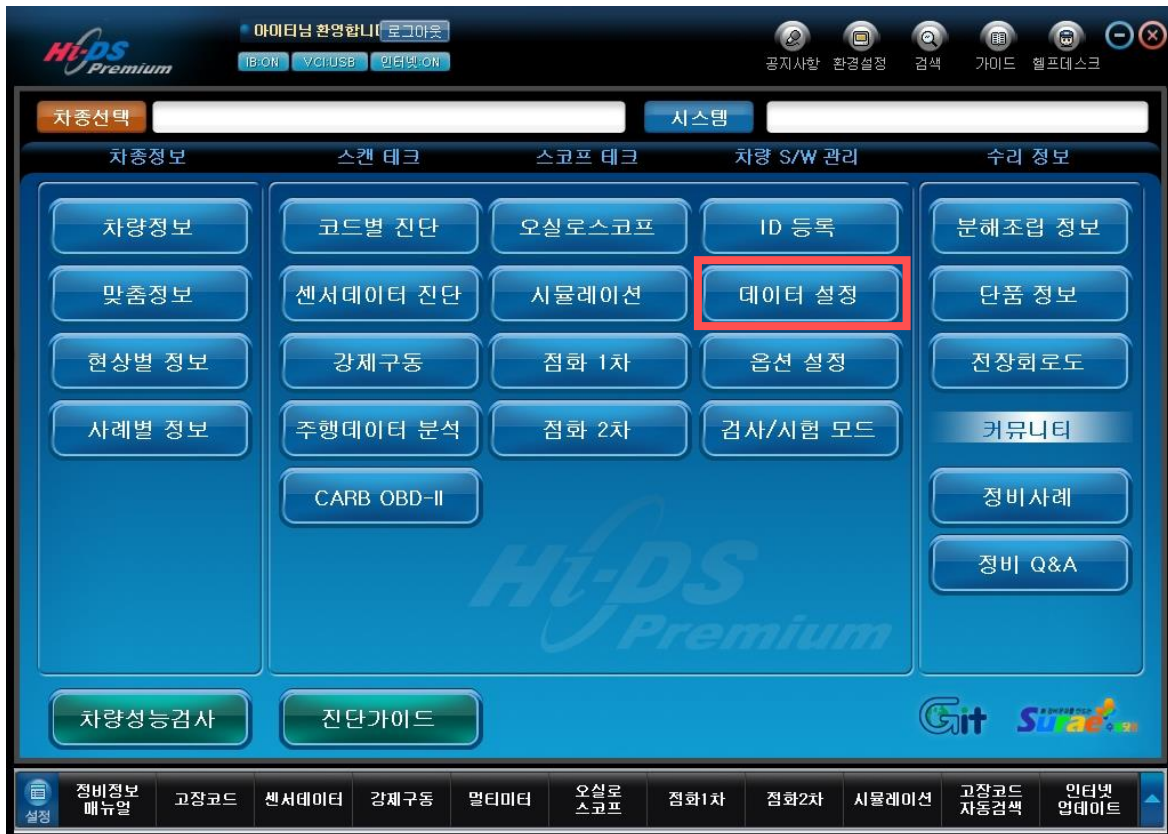 Hi-DS Premium
아이티님 환영합니다 로그아웃
IB:ON VCI:USB 인터넷:ON
공지사항 환경설정 검색 가이드 헬프데스크
차종선택 시스템
차종정보 스캔 테크 스코프 테크 차량 S/W 관리 수리 정보
차량정보 코드별 진단 오실로스코프 ID 등록 분해조립 정보
맞춤정보 센서데이터 진단 시뮬레이션 데이터 설정 단품 정보
현상별 정보 강제구동 점화 1차 옵션 설정 전장회로도
사례별 정보 주행데이터 분석 점화 2차 검사/시험 모드 커뮤니티
CARB OBD-II 정비사례
정비 Q&A
Hi-DS
Premium
차량성능검사 진단가이드 Git Surae
설정 정비정보 매뉴얼 고장코드 센서데이터 강제구동 멀티미터 오실로 스코프 점화1차 점화2차 시뮬레이션 고장코드 자동검색 인터넷 업데이트